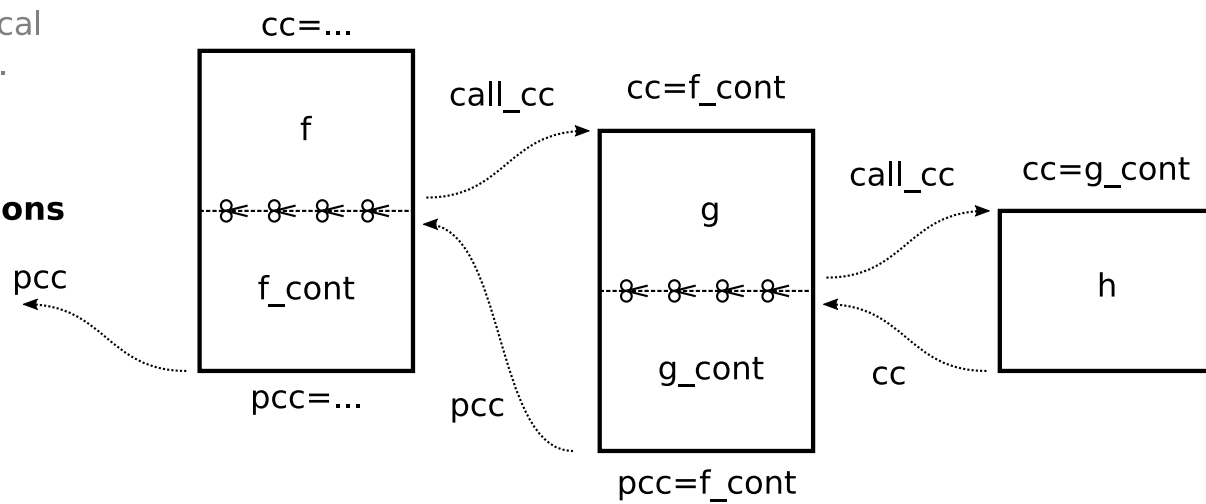 cal
cc=...
.
call_cc
cc=f_cont
f
call_cc
cc=g_cont
ons
g
pcc
f_cont
h
g_cont
cc
pcc=...
pcc
pcc=f_cont